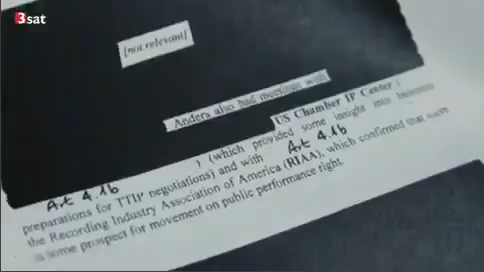 3sat
[not relevant]
Anders also had meetings with
US Chamber IP Center (
Art 4.1b
) (which provided some insight into business
preparations for TTIP negotiations) and with Art 4.1b
the Recording Industry Association of America (RIAA), which confirmed that there
is some prospect for movement on public performance right.